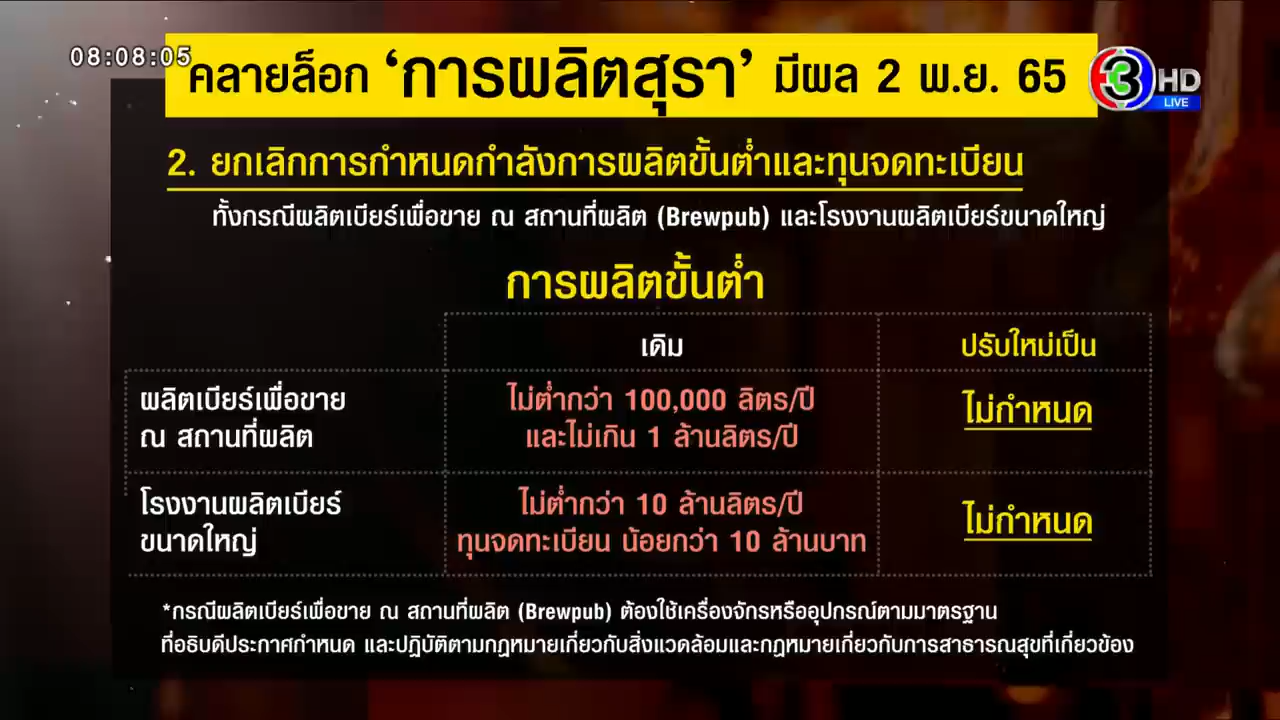 08:08:05
คลายล็อก ‘การผลิตสุรา’ มีผล 2 พ.ย. 65
3 HD
LIVE
2. ยกเลิกการกำหนดกำลังการผลิตขั้นต่ำและทุนจดทะเบียน
ทั้งกรณีผลิตเบียร์เพื่อขาย ณ สถานที่ผลิต (Brewpub) และโรงงานผลิตเบียร์ขนาดใหญ่
การผลิตขั้นต่ำ
เดิม
ปรับใหม่เป็น
ผลิตเบียร์เพื่อขาย
ณ สถานที่ผลิต
ไม่ต่ำกว่า 100,000 ลิตร/ปี
และไม่เกิน 1 ล้านลิตร/ปี
ไม่กำหนด
โรงงานผลิตเบียร์
ขนาดใหญ่
ไม่ต่ำกว่า 10 ล้านลิตร/ปี
ทุนจดทะเบียน น้อยกว่า 10 ล้านบาท
ไม่กำหนด
*กรณีผลิตเบียร์เพื่อขาย ณ สถานที่ผลิต (Brewpub) ต้องใช้เครื่องจักรหรืออุปกรณ์ตามมาตรฐาน
ที่อธิบดีประกาศกำหนด และปฏิบัติตามกฎหมายเกี่ยวกับสิ่งแวดล้อมและกฎหมายเกี่ยวกับการสาธารณสุขที่เกี่ยวข้อง